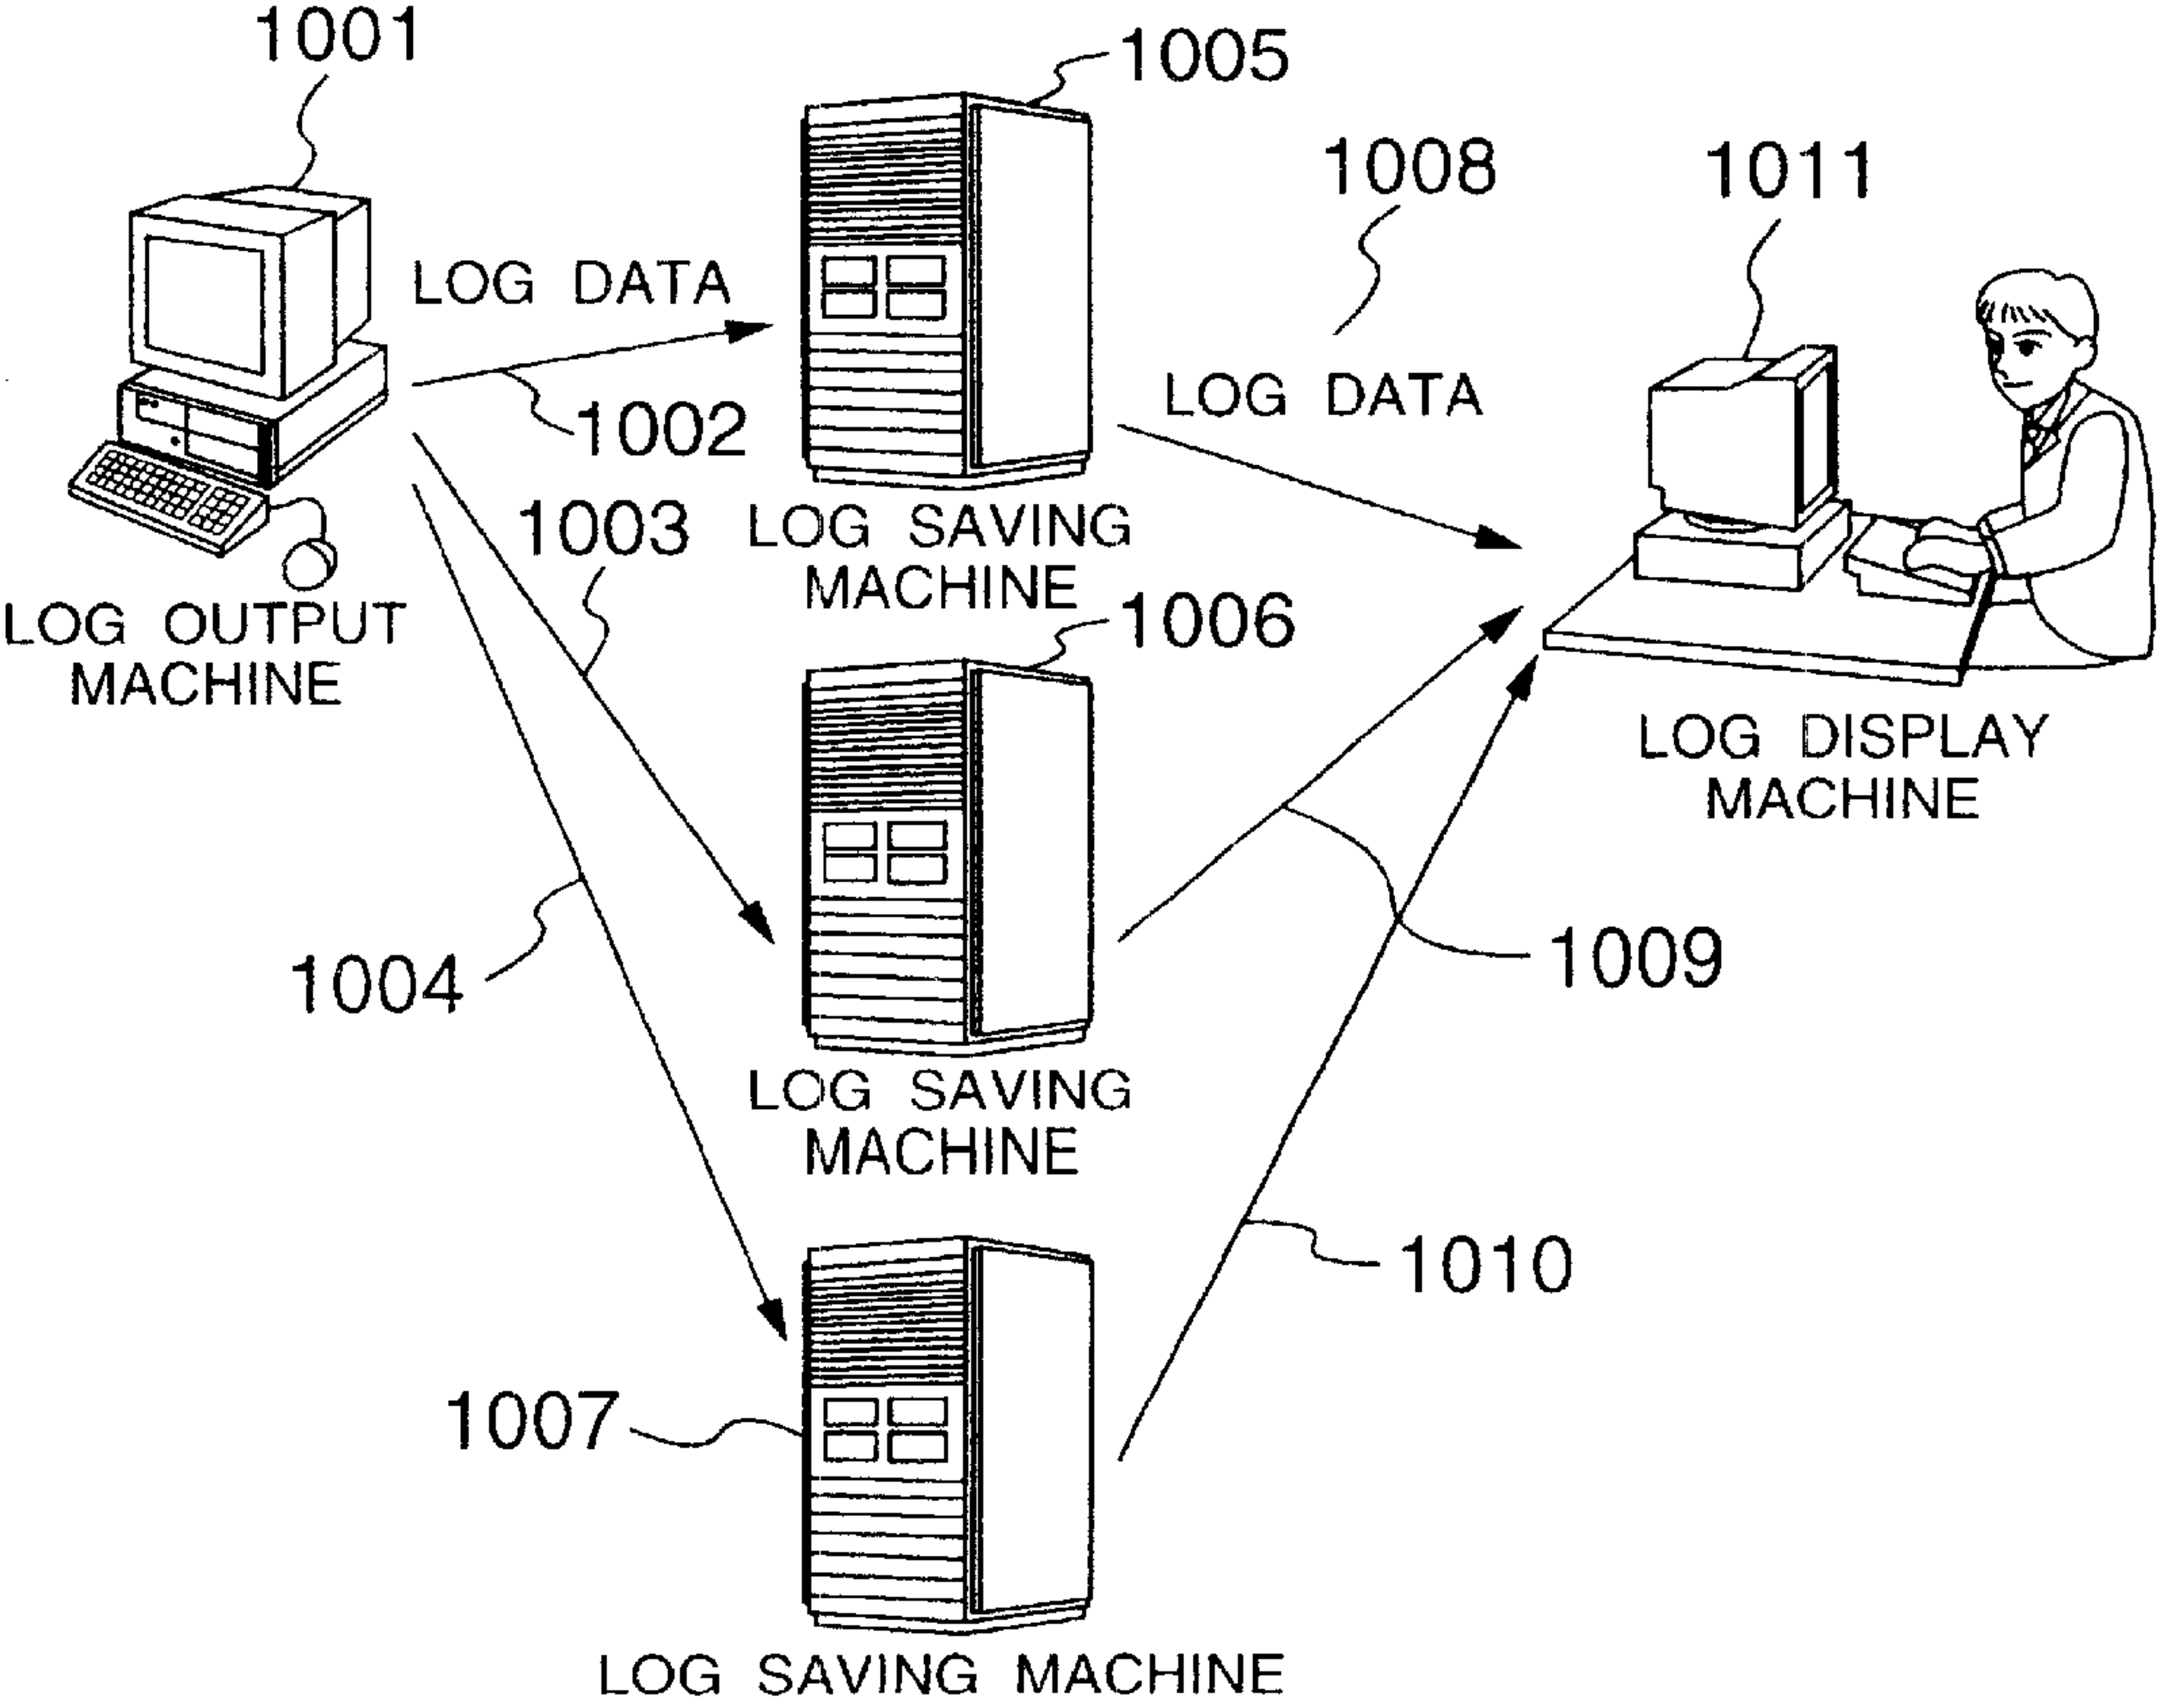 1001
1005
1008
1011
LOG DATA
LOG DATA
1002
1003
LOG SAVING
MACHINE
LOG OUTPUT
MACHINE
1006
LOG DISPLAY
MACHINE
1004
1009
LOG SAVING
MACHINE
1010
1007
LOG SAVING MACHINE